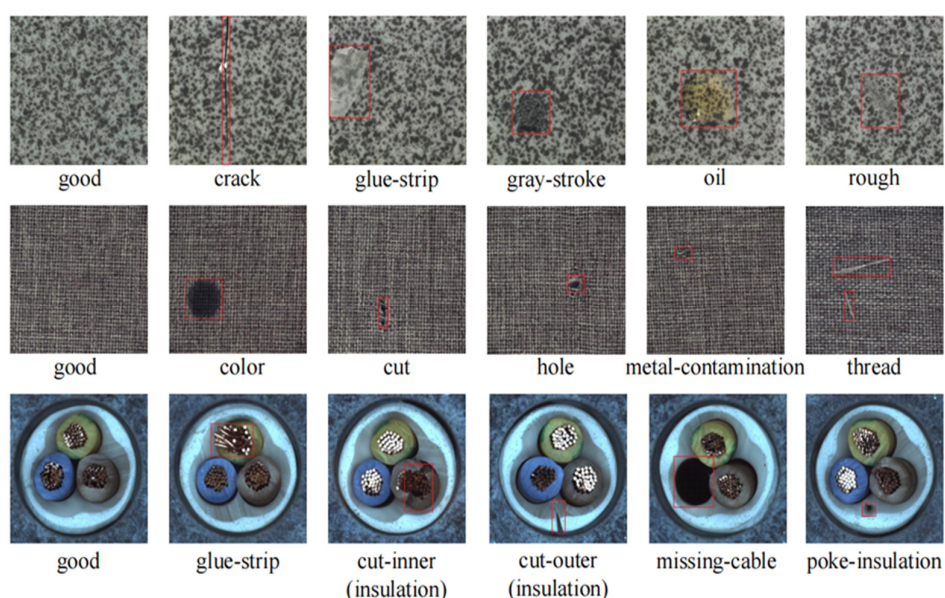 good crack glue-strip gray-stroke oil rough
good color cut hole metal-contamination thread
good glue-strip cut-inner cut-outer missing-cable poke-insulation
(insulation) (insulation)